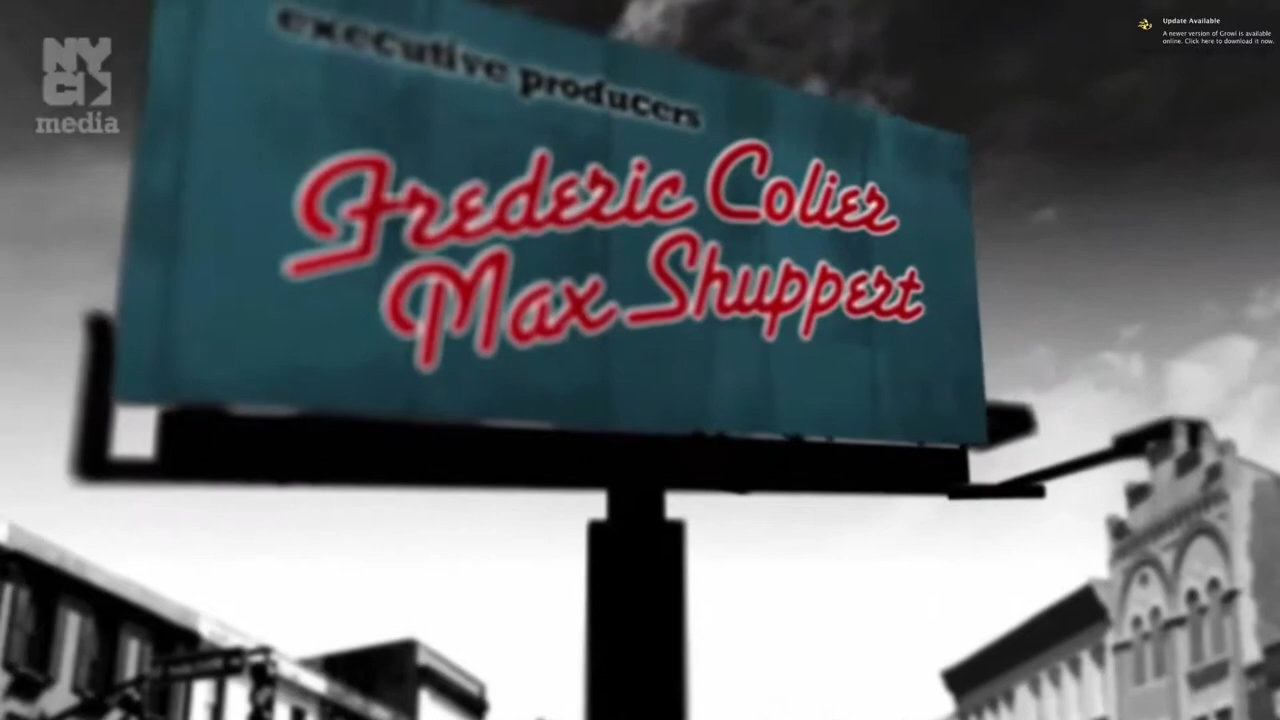 NYC
media
executive producers
Frederic Colier
Max Shuppert
Update Available
A newer version of Growl is available
online. Click here to download it now.